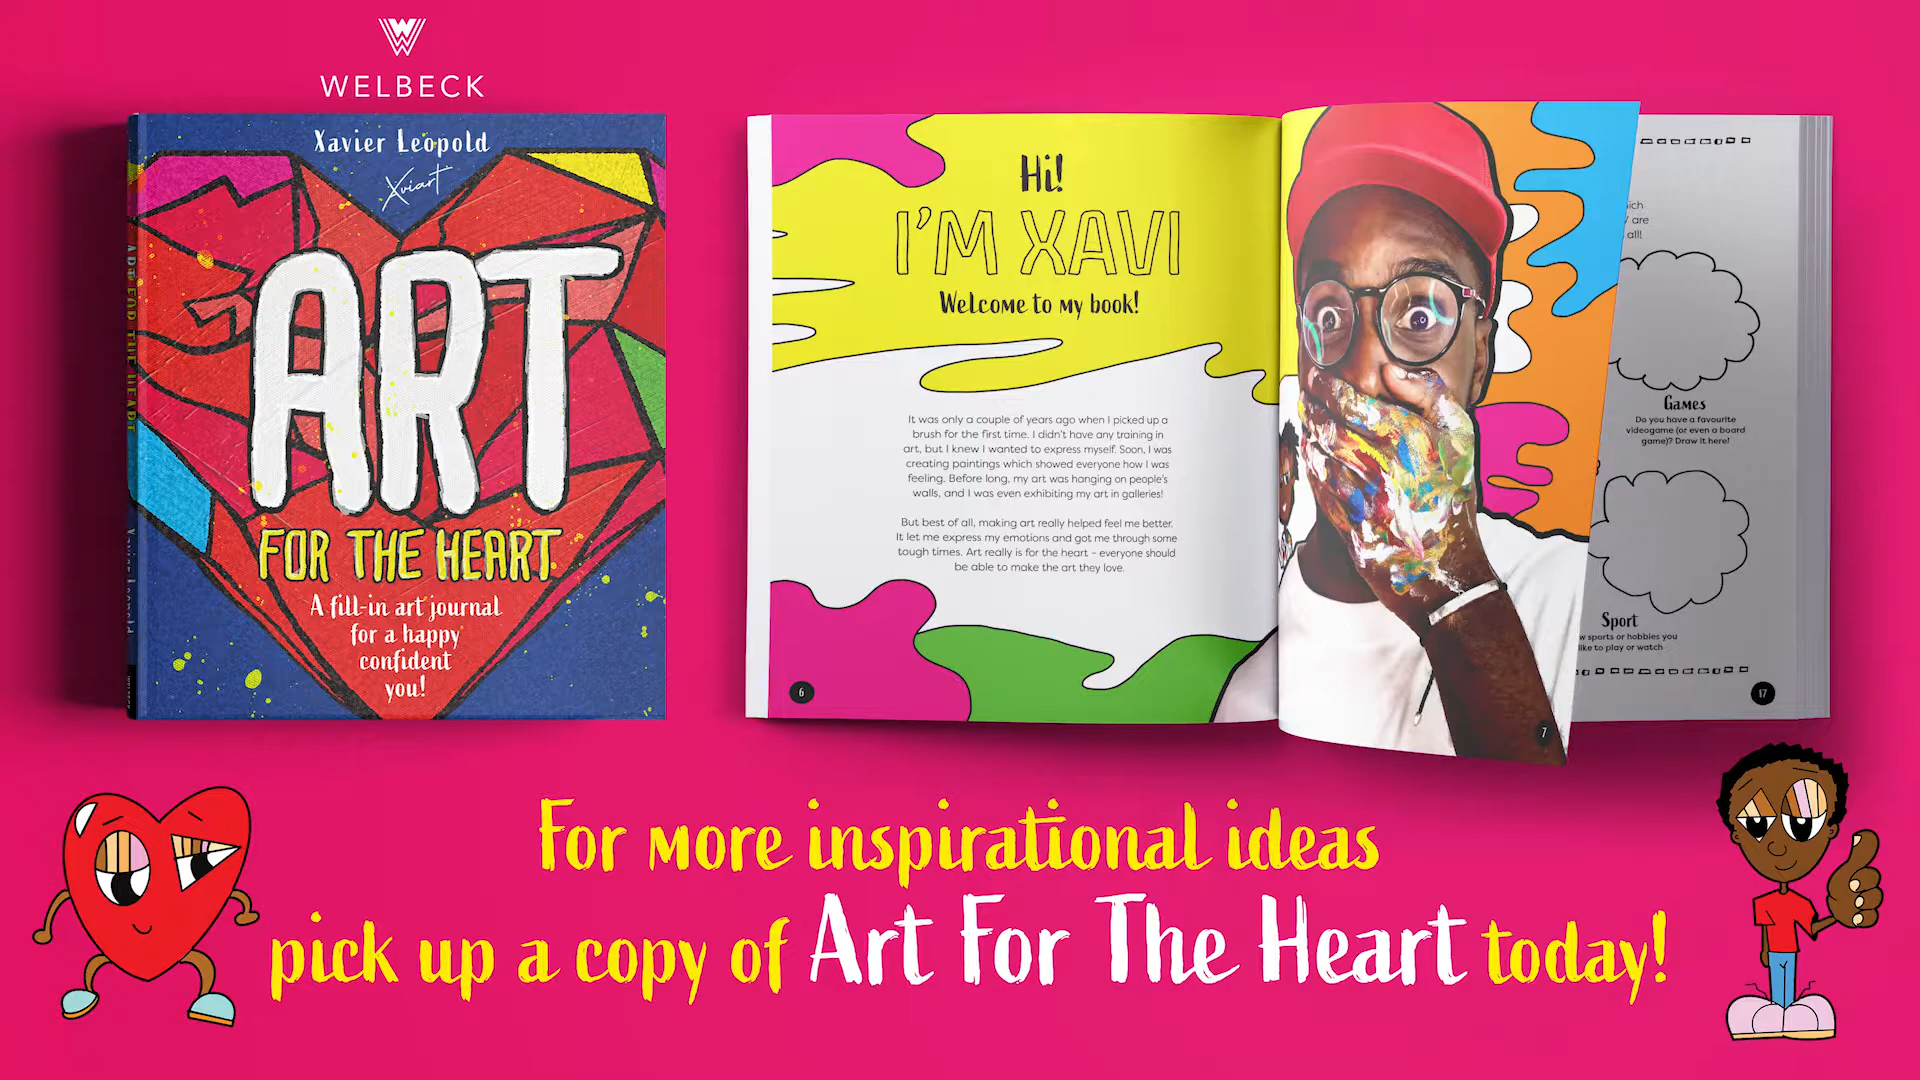 WELBECK
Xavier Leopold
Xviart
ART
FOR THE HEART
A fill-in art journal
for a happy
confident
you!
ART FOR THE HEART
Xavier Leopold
WELBECK
Hi!
I'M XAVI
Welcome to my book!
It was only a couple of years ago when I picked up a
brush for the first time. I didn't have any training in
art, but I knew I wanted to express myself. Soon, I was
creating paintings which showed everyone how I was
feeling. Before long, my art was hanging on people's
walls, and I was even exhibiting my art in galleries!
But best of all, making art really helped feel me better.
It let me express my emotions and got me through some
tough times. Art really is for the heart – everyone should
be able to make the art they love.
6
7
are
all!
Games
Do you have a favourite
videogame (or even a board
game)? Draw it here!
Sport
sports or hobbies you
like to play or watch
17
For more inspirational ideas
pick up a copy of Art For The Heart today!